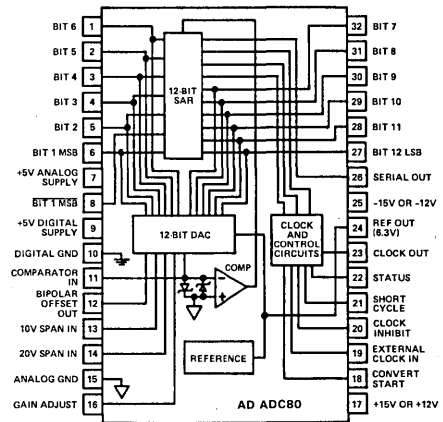 BIT 6 1
BIT 5 2
BIT 4 3
BIT 3 4
BIT 2 5
BIT 1 MSB 6
+5V ANALOG
SUPPLY 7
BIT 1 MSB 8
+5V DIGITAL
SUPPLY 9
DIGITAL GND 10
COMPARATOR
IN 11
BIPOLAR
OFFSET
OUT 12
10V SPAN IN 13
20V SPAN IN 14
ANALOG GND 15
GAIN ADJUST 16
12-BIT
SAR
12-BIT DAC
COMP
−
+
REFERENCE
CLOCK
AND
CONTROL
CIRCUITS
AD ADC80
32 BIT 7
31 BIT 8
30 BIT 9
29 BIT 10
28 BIT 11
27 BIT 12 LSB
26 SERIAL OUT
25 -15V OR -12V
24 REF OUT
(6.3V)
23 CLOCK OUT
22 STATUS
21 SHORT
CYCLE
20 CLOCK
INHIBIT
19 EXTERNAL
CLOCK IN
18 CONVERT
START
17 +15V OR +12V